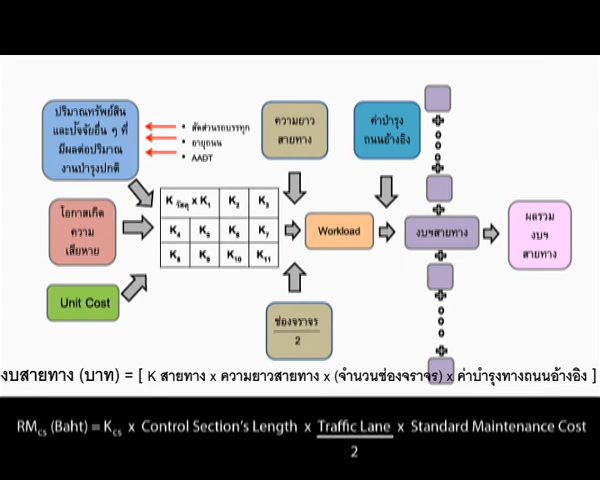 ปริมาณทรัพย์สิน
และปัจจัยอื่น ๆ ที่
มีผลต่อปริมาณ
งานบำรุงปกติ
• สัดส่วนรถบรรทุก
• อายุถนน
• AADT
ความยาว
สายทาง
ค่าบำรุง
ถนนอ้างอิง
โอกาสเกิด
ความ
เสียหาย
Unit Cost
K วัสดุ x K1 K2 K3
K4 K5 K6 K7
K8 K9 K10 K11
Workload
งบฯสายทาง
ผลรวม
งบฯ
สายทาง
ช่องจราจร
2
งบสายทาง (บาท) = [ K สายทาง x ความยาวสายทาง x (จำนวนช่องจราจร) x ค่าบำรุงทางถนนอ้างอิง ]
RMcs (Baht) = Kcs x Control Section's Length x Traffic Lane x Standard Maintenance Cost
2